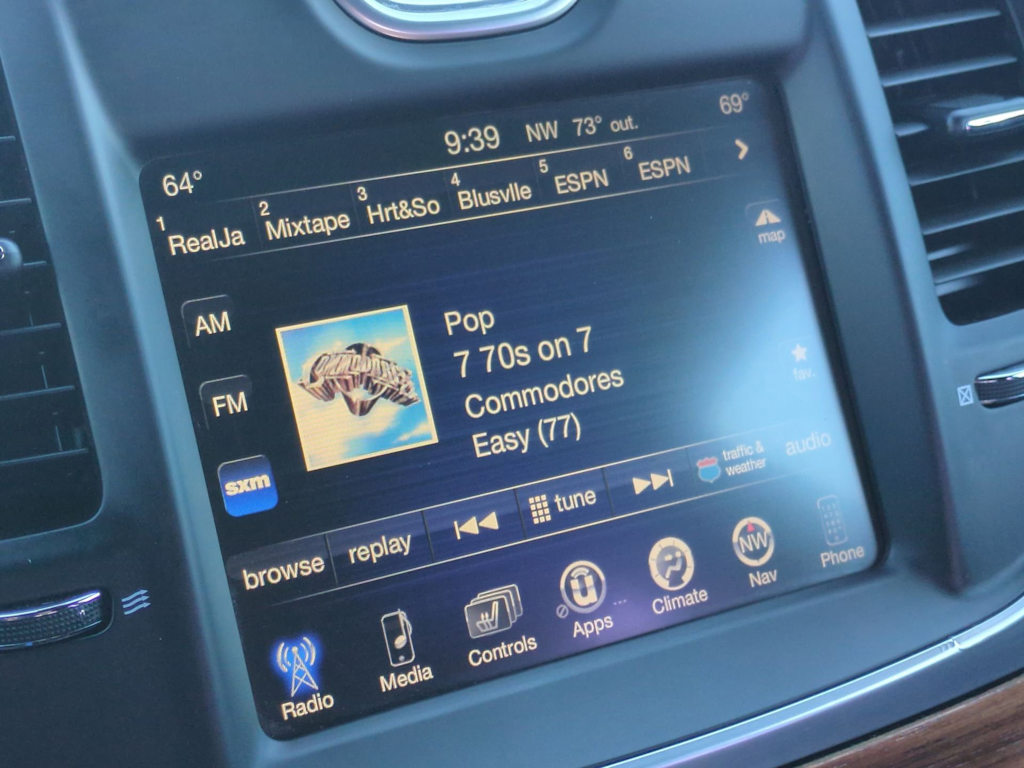 9:39 NW 73° out. 69°
64°
1 RealJa 2 Mixtape 3 Hrt&So 4 Blusvlle 5 ESPN 6 ESPN
map
AM
FM
sxm
COMMODORES
Pop
7 70s on 7
Commodores
Easy (77)
fav.
browse replay tune traffic & weather audio
Radio Media Controls Apps Climate NW Nav Phone